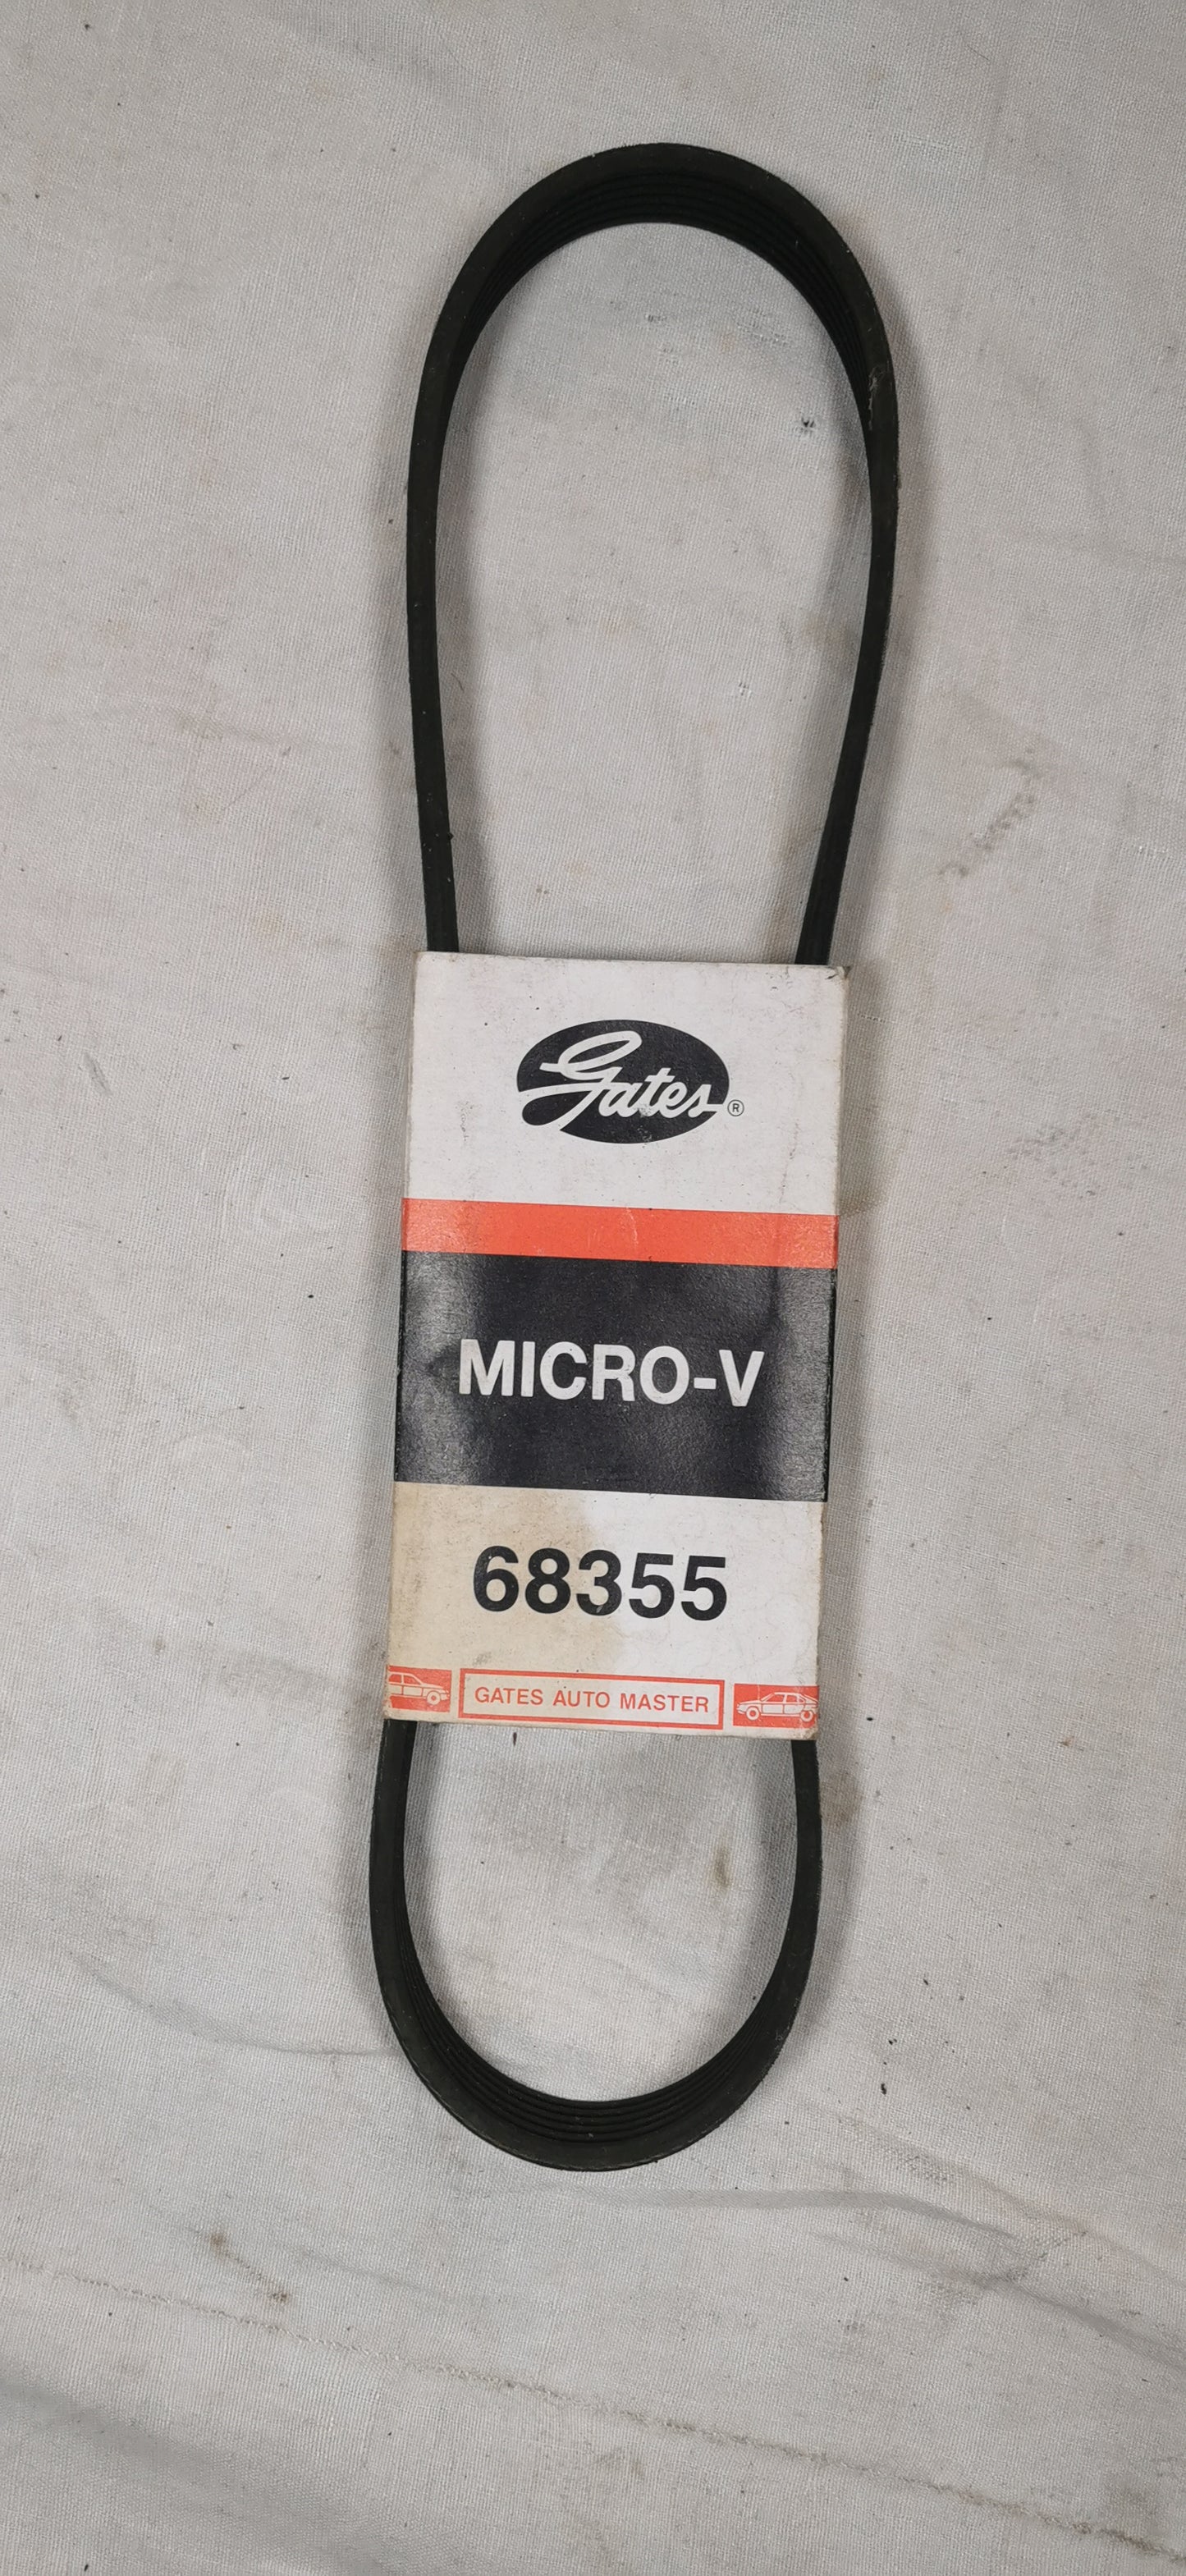 Gates®
MICRO-V
68355
GATES AUTO MASTER